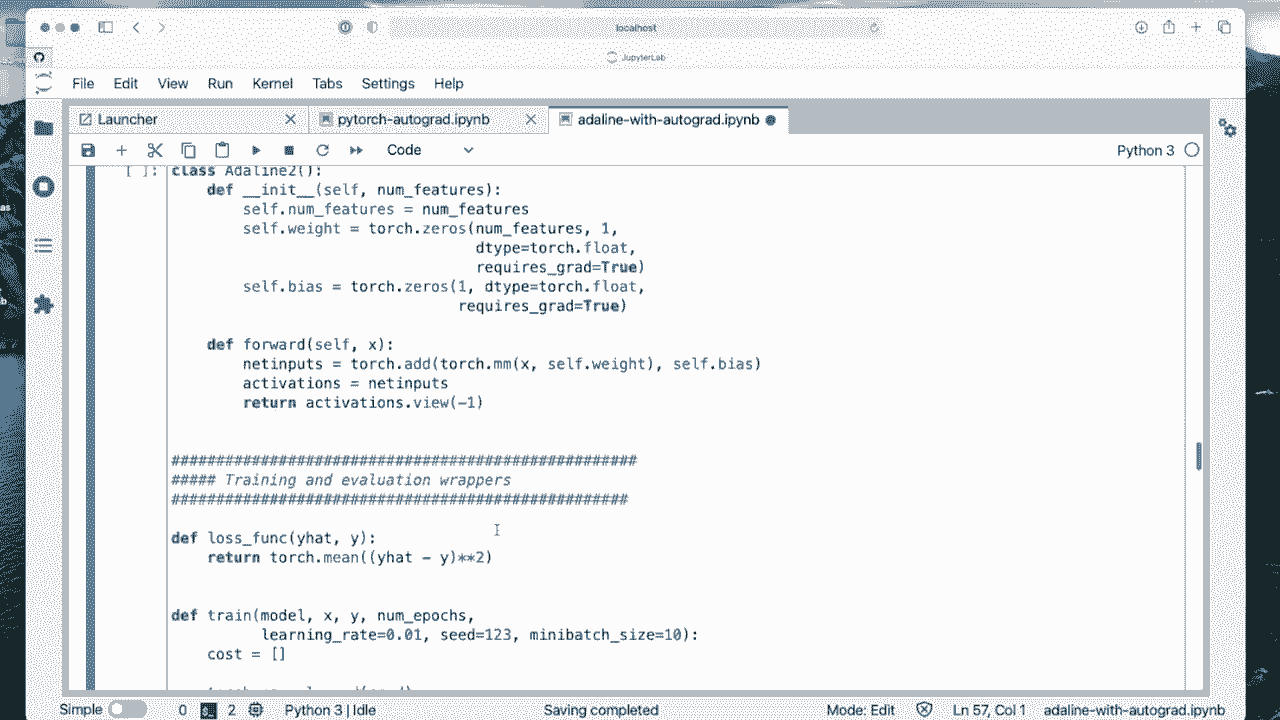 localhost
JupyterLab
File Edit View Run Kernel Tabs Settings Help
Launcher pytorch-autograd.ipynb adaline-with-autograd.ipynb
Code Python 3
[ ]: class Adaline2():
    def __init__(self, num_features):
        self.num_features = num_features
        self.weight = torch.zeros(num_features, 1,
                                  dtype=torch.float,
                                  requires_grad=True)
        self.bias = torch.zeros(1, dtype=torch.float,
                                requires_grad=True)
    def forward(self, x):
        netinputs = torch.add(torch.mm(x, self.weight), self.bias)
        activations = netinputs
        return activations.view(-1)
####################################################
##### Training and evaluation wrappers
###################################################
def loss_func(yhat, y):
    return torch.mean((yhat - y)**2)
def train(model, x, y, num_epochs,
          learning_rate=0.01, seed=123, minibatch_size=10):
    cost = []
Simple 0 2 Python 3 | Idle Saving completed Mode: Edit Ln 57, Col 1 adaline-with-autograd.ipynb